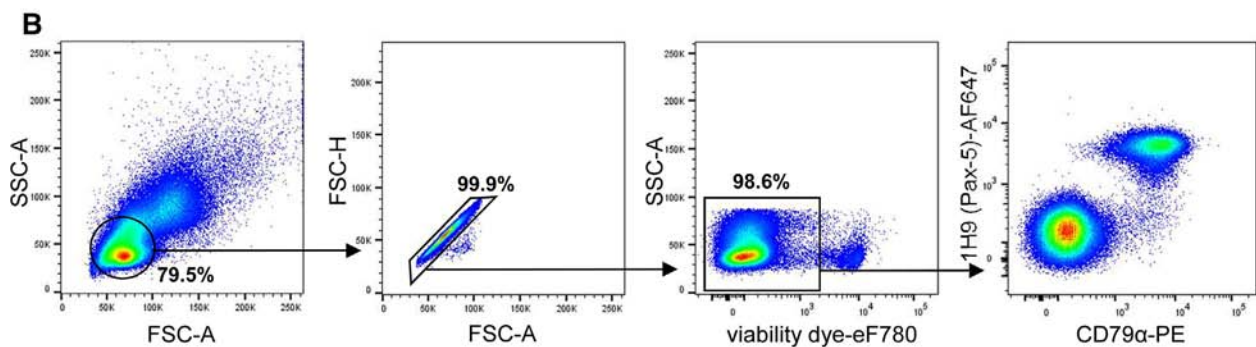 B
SSC-A
250K
200K
150K
100K
50K
0
79.5%
0 50K 100K 150K 200K 250K
FSC-A
FSC-H
250K
200K
150K
100K
50K
0
99.9%
0 50K 100K 150K 200K 250K
FSC-A
SSC-A
250K
200K
150K
100K
50K
0
98.6%
0 10³ 10⁴ 10⁵
viability dye-eF780
1H9 (Pax-5)-AF647
10⁵
10⁴
10³
0
0 10³ 10⁴ 10⁵
CD79α-PE